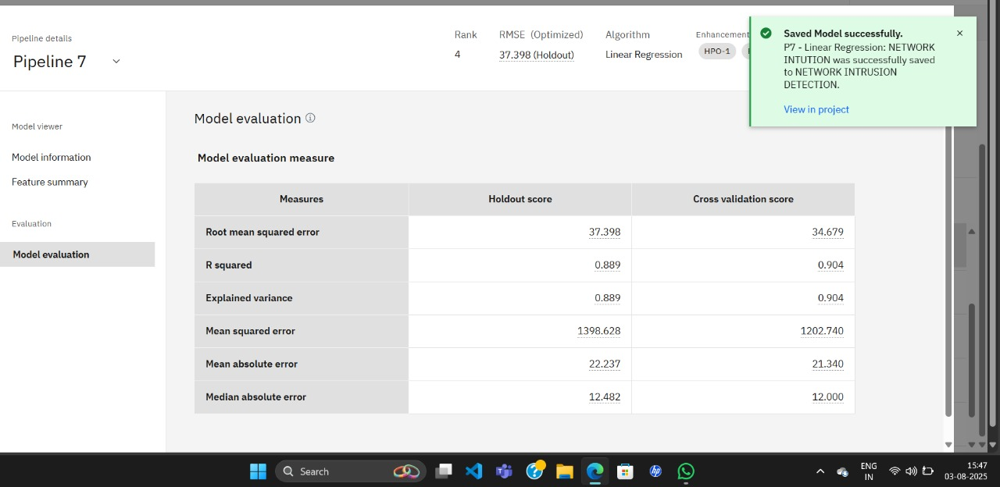 Pipeline details
Pipeline 7
Rank
4
RMSE (Optimized)
37.398 (Holdout)
Algorithm
Linear Regression
Enhancement
HPO-1
Saved Model successfully.
P7 - Linear Regression: NETWORK
INTUTION was successfully saved
to NETWORK INTRUSION
DETECTION.
View in project
Model viewer
Model information
Feature summary
Evaluation
Model evaluation
Model evaluation
Model evaluation measure
Measures Holdout score Cross validation score
Root mean squared error 37.398 34.679
R squared 0.889 0.904
Explained variance 0.889 0.904
Mean squared error 1398.628 1202.740
Mean absolute error 22.237 21.340
Median absolute error 12.482 12.000
Search
hp
ENG
IN
15:47
03-08-2025